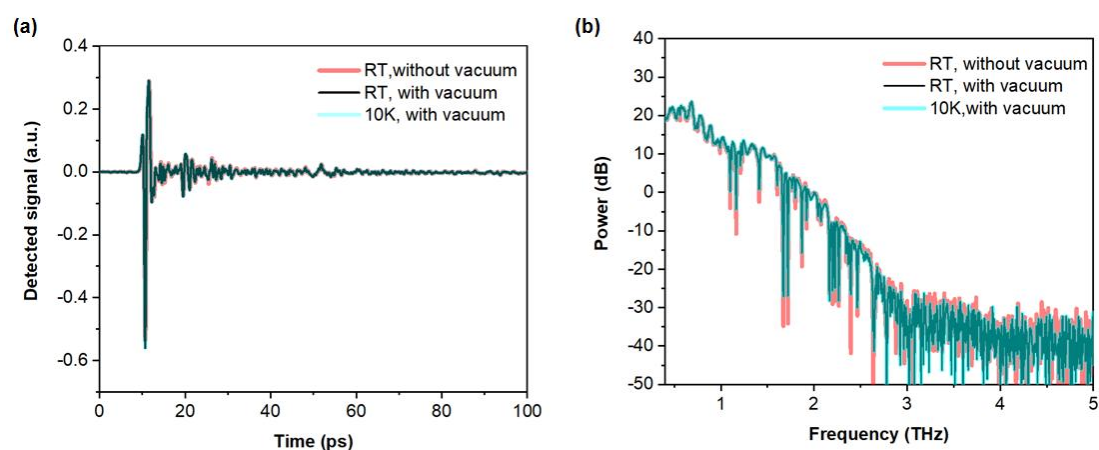 (a)
0.4
0.2
0.0
-0.2
-0.4
-0.6
Detected signal (a.u.)
RT,without vacuum
RT, with vacuum
10K, with vacuum
0 20 40 60 80 100
Time (ps)
(b)
40
30
20
10
0
-10
-20
-30
-40
-50
Power (dB)
RT, without vacuum
RT, with vacuum
10K,with vacuum
1 2 3 4 5
Frequency (THz)